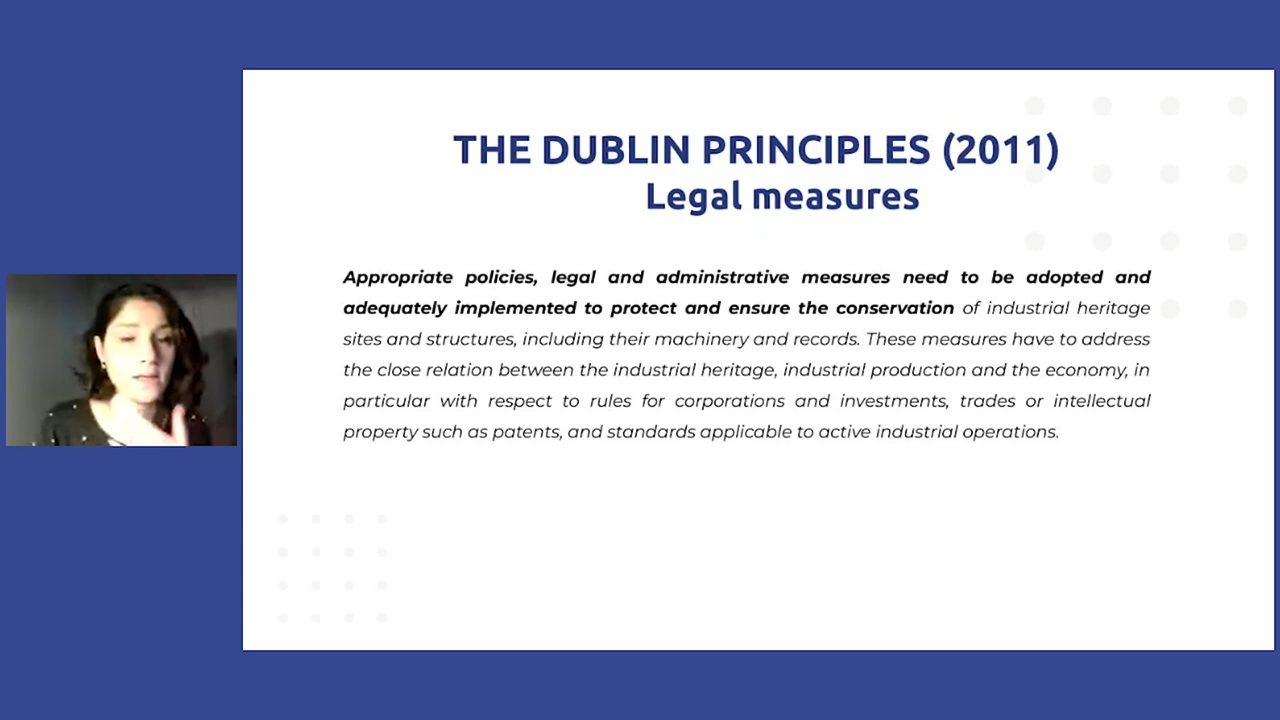 THE DUBLIN PRINCIPLES (2011)
Legal measures
Appropriate policies, legal and administrative measures need to be adopted and
adequately implemented to protect and ensure the conservation of industrial heritage
sites and structures, including their machinery and records. These measures have to address
the close relation between the industrial heritage, industrial production and the economy, in
particular with respect to rules for corporations and investments, trades or intellectual
property such as patents, and standards applicable to active industrial operations.